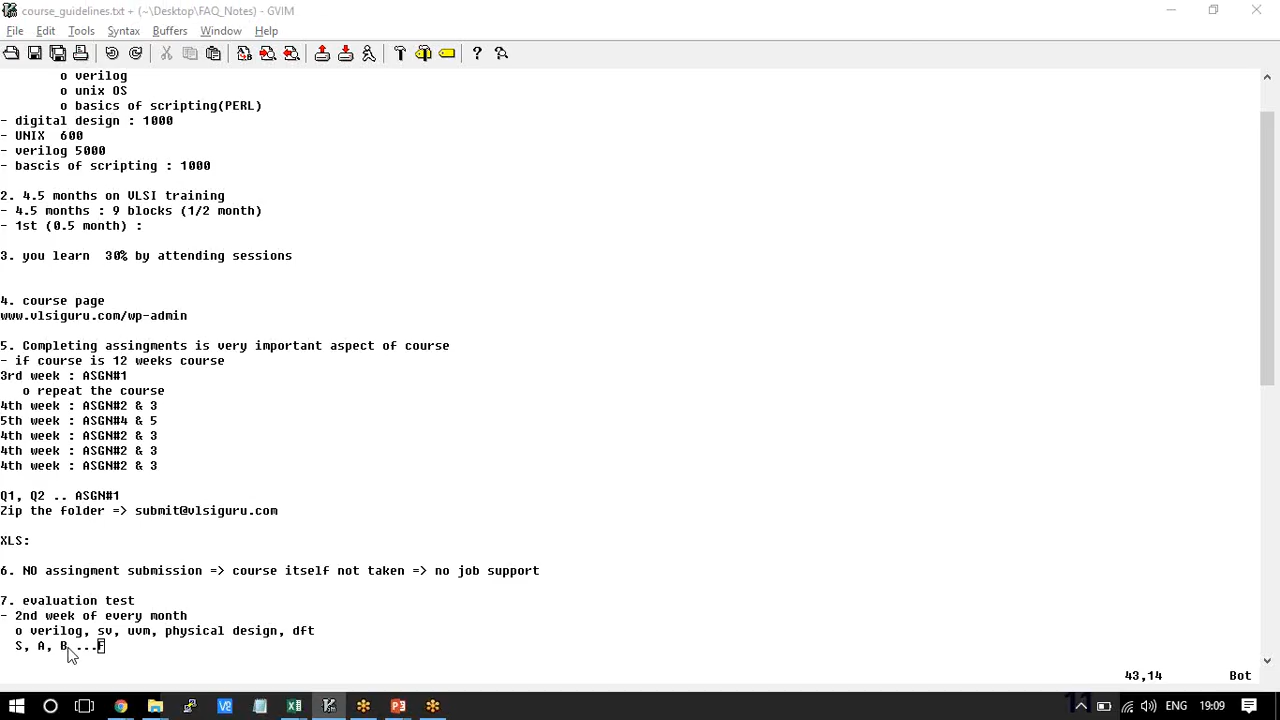 course_guidelines.txt + (~\Desktop\FAQ_Notes) - GVIM
File Edit Tools Syntax Buffers Window Help
o verilog
o unix OS
o basics of scripting(PERL)
- digital design : 1000
- UNIX 600
- verilog 5000
- bascis of scripting : 1000
2. 4.5 months on VLSI training
- 4.5 months : 9 blocks (1/2 month)
- 1st (0.5 month) :
3. you learn 30% by attending sessions
4. course page
www.vlsiguru.com/wp-admin
5. Completing assingments is very important aspect of course
- if course is 12 weeks course
3rd week : ASGN#1
o repeat the course
4th week : ASGN#2 & 3
5th week : ASGN#4 & 5
4th week : ASGN#2 & 3
4th week : ASGN#2 & 3
4th week : ASGN#2 & 3
Q1, Q2 .. ASGN#1
Zip the folder => submit@vlsiguru.com
XLS:
6. NO assingment submission => course itself not taken => no job support
7. evaluation test
- 2nd week of every month
o verilog, sv, uvm, physical design, dft
S, A, B ...F
43,14 Bot
ENG 19:09